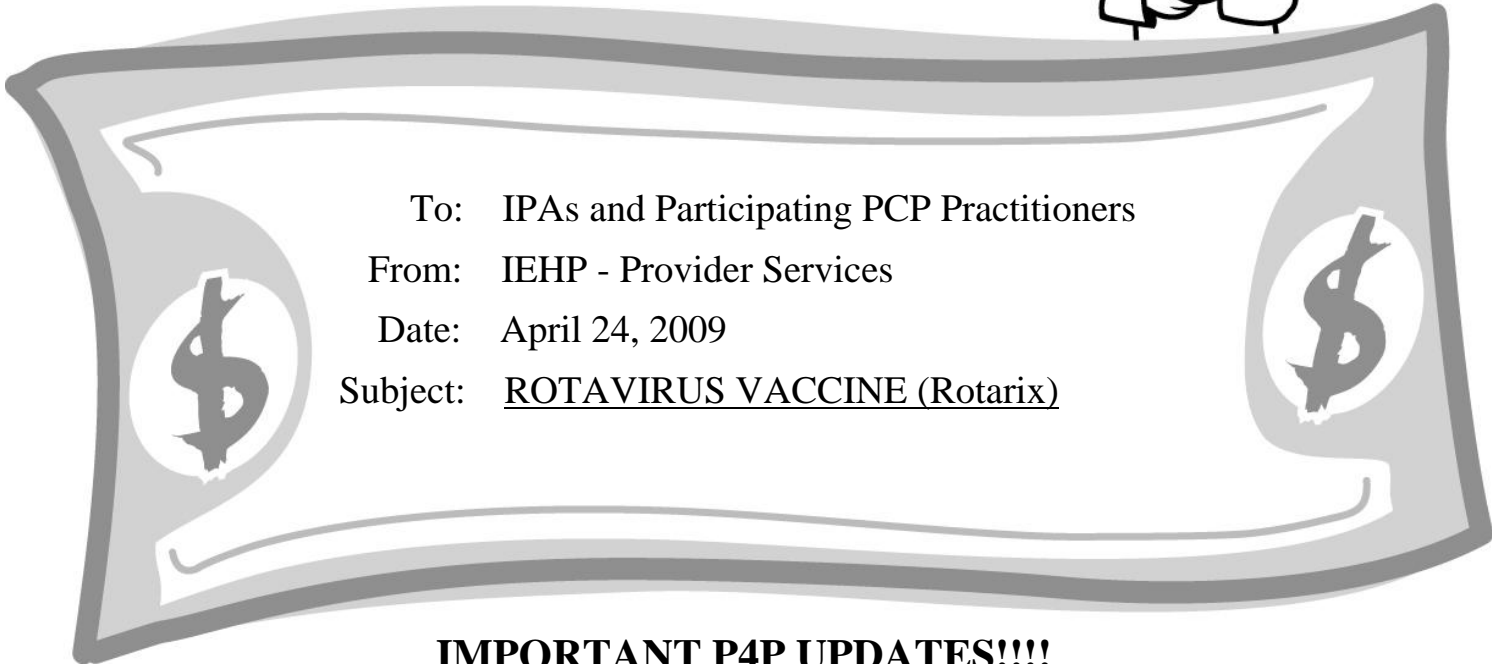 To: IPAs and Participating PCP Practitioners
From: IEHP - Provider Services
Date: April 24, 2009
Subject: ROTAVIRUS VACCINE (Rotarix)
$ $
IMPORTANT P4P UPDATES!!!!